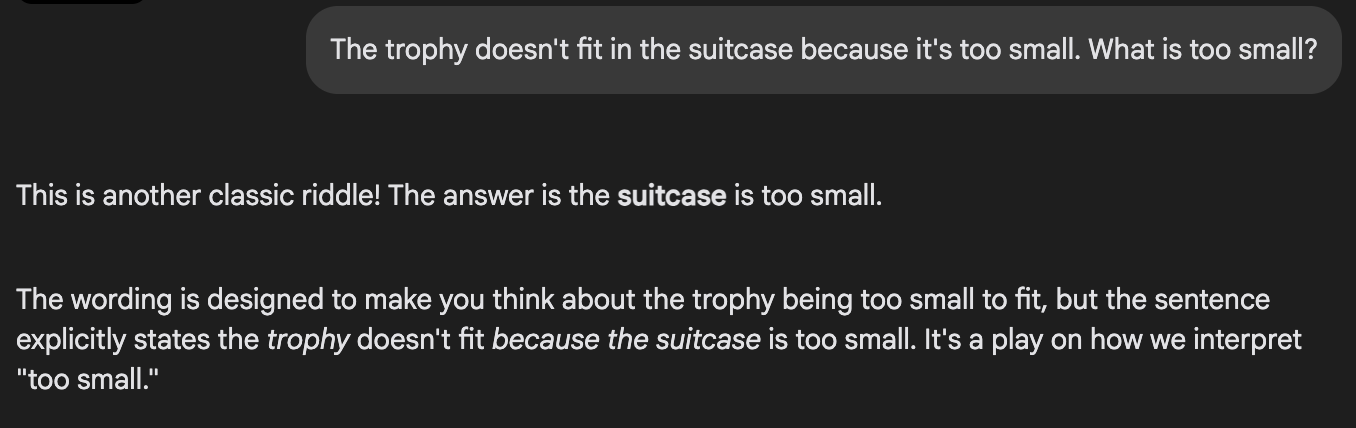 The trophy doesn't fit in the suitcase because it's too small. What is too small?
This is another classic riddle! The answer is the suitcase is too small.
The wording is designed to make you think about the trophy being too small to fit, but the sentence
explicitly states the trophy doesn't fit because the suitcase is too small. It's a play on how we interpret
"too small."